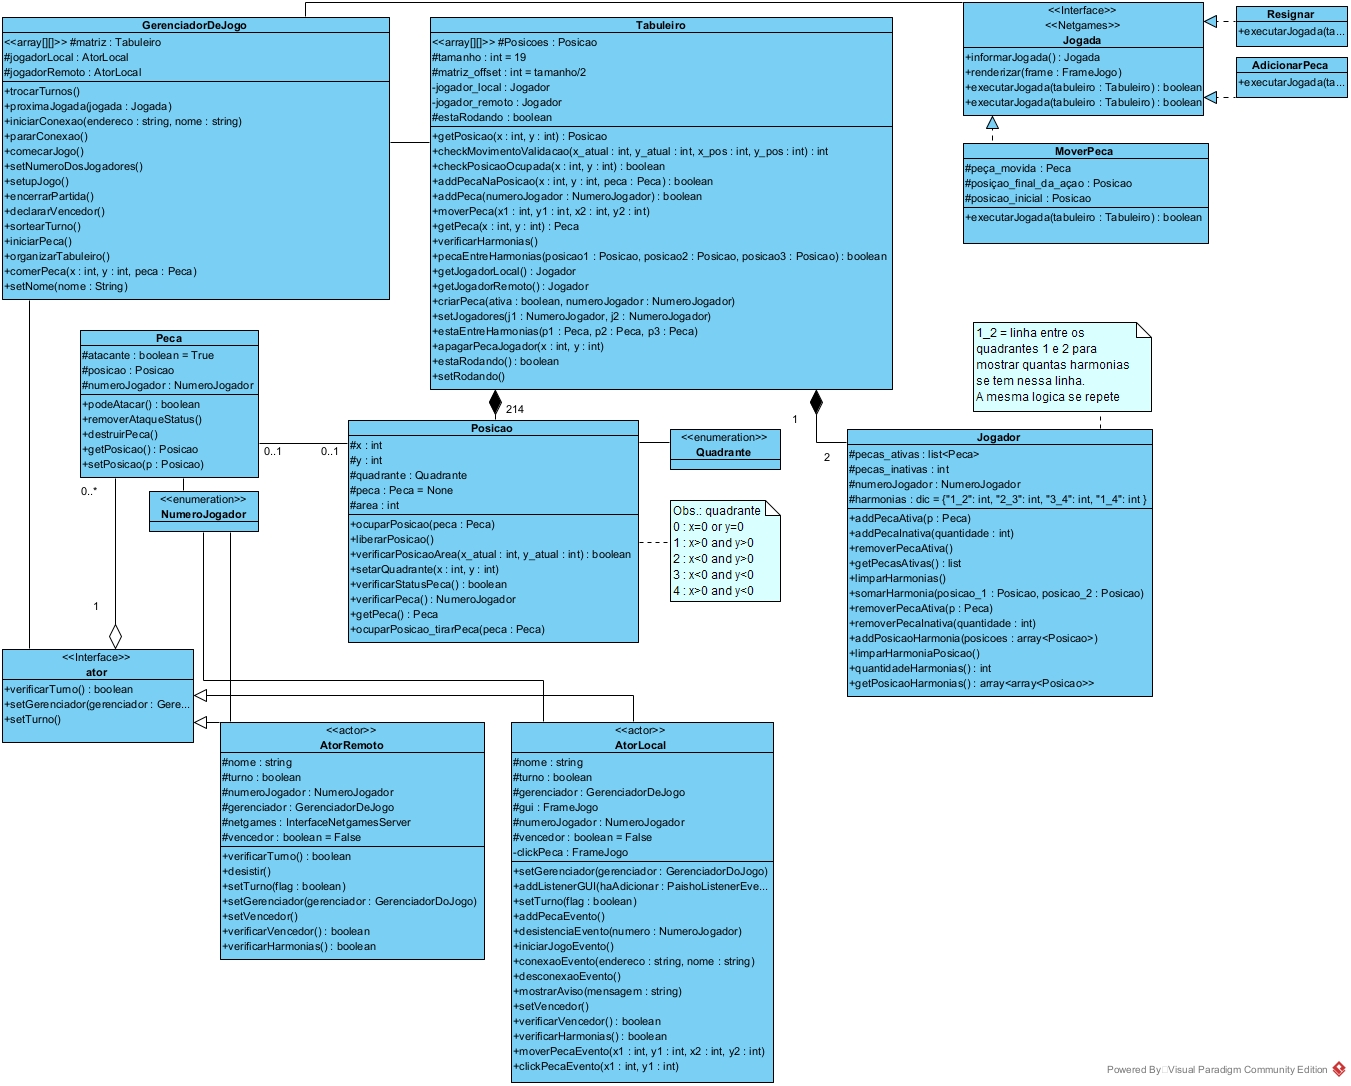 GerenciadorDeJogo
<<array[][]>> #matriz : Tabuleiro
#jogadorLocal : AtorLocal
#jogadorRemoto : AtorLocal
+trocarTurnos()
+proximaJogada(jogada : Jogada)
+iniciarConexao(endereco : string, nome : string)
+pararConexao()
+comecarJogo()
+setNumeroDosJogadores()
+setupJogo()
+encerrarPartida()
+declararVencedor()
+sortearTurno()
+iniciarPeca()
+organizarTabuleiro()
+comerPeca(x : int, y : int, peca : Peca)
+setNome(nome : String)
Tabuleiro
<<array[][]>> #Posicoes : Posicao
#tamanho : int = 19
#matriz_offset : int = tamanho/2
-jogador_local : Jogador
-jogador_remoto : Jogador
#estaRodando : boolean
+getPosicao(x : int, y : int) : Posicao
+checkMovimentoValidacao(x_atual : int, y_atual : int, x_pos : int, y_pos : int) : int
+checkPosicaoOcupada(x : int, y : int) : boolean
+addPecaNaPosicao(x : int, y : int, peca : Peca) : boolean
+addPeca(numeroJogador : NumeroJogador) : boolean
+moverPeca(x1 : int, y1 : int, x2 : int, y2 : int)
+getPeca(x : int, y : int) : Peca
+verificarHarmonias()
+pecaEntreHarmonias(posicao1 : Posicao, posicao2 : Posicao, posicao3 : Posicao) : boolean
+getJogadorLocal() : Jogador
+getJogadorRemoto() : Jogador
+criarPeca(ativa : boolean, numeroJogador : NumeroJogador)
+setJogadores(j1 : NumeroJogador, j2 : NumeroJogador)
+estaEntreHarmonias(p1 : Peca, p2 : Peca, p3 : Peca)
+apagarPecaJogador(x : int, y : int)
+estaRodando() : boolean
+setRodando()
<<Interface>>
<<Netgames>>
Jogada
+informarJogada() : Jogada
+renderizar(frame : FrameJogo)
+executarJogada(tabuleiro : Tabuleiro) : boolean
+executarJogada(tabuleiro : Tabuleiro) : boolean
Resignar
+executarJogada(ta...
AdicionarPeca
+executarJogada(ta...
MoverPeca
#peça_movida : Peca
#posiçao_final_da_açao : Posicao
#posicao_inicial : Posicao
+executarJogada(tabuleiro : Tabuleiro) : boolean
1_2 = linha entre os
quadrantes 1 e 2 para
mostrar quantas harmonias
se tem nessa linha.
A mesma logica se repete
Peca
#atacante : boolean = True
#posicao : Posicao
#numeroJogador : NumeroJogador
+podeAtacar() : boolean
+removerAtaqueStatus()
+destruirPeca()
+getPosicao() : Posicao
+setPosicao(p : Posicao)
0..1
0..1
214
1
2
0..*
1
<<enumeration>>
NumeroJogador
Posicao
#x : int
#y : int
#quadrante : Quadrante
#peca : Peca = None
#area : int
+ocuparPosicao(peca : Peca)
+liberarPosicao()
+verificarPosicaoArea(x_atual : int, y_atual : int) : boolean
+setarQuadrante(x : int, y : int)
+verificarStatusPeca() : boolean
+verificarPeca() : NumeroJogador
+getPeca() : Peca
+ocuparPosicao_tirarPeca(peca : Peca)
<<enumeration>>
Quadrante
Obs.: quadrante
0 : x=0 or y=0
1 : x>0 and y>0
2 : x<0 and y>0
3 : x<0 and y<0
4 : x>0 and y<0
Jogador
#pecas_ativas : list<Peca>
#pecas_inativas : int
#numeroJogador : NumeroJogador
#harmonias : dic = {"1_2": int, "2_3": int, "3_4": int, "1_4": int }
+addPecaAtiva(p : Peca)
+addPecaInativa(quantidade : int)
+removerPecaAtiva()
+getPecasAtivas() : list
+limparHarmonias()
+somarHarmonia(posicao_1 : Posicao, posicao_2 : Posicao)
+removerPecaAtiva(p : Peca)
+removerPecaInativa(quantidade : int)
+addPosicaoHarmonia(posicoes : array<Posicao>)
+limparHarmoniaPosicao()
+quantidadeHarmonias() : int
+getPosicaoHarmonias() : array<array<Posicao>>
<<Interface>>
ator
+verificarTurno() : boolean
+setGerenciador(gerenciador : Gere...
+setTurno()
<<actor>>
AtorRemoto
#nome : string
#turno : boolean
#numeroJogador : NumeroJogador
#gerenciador : GerenciadorDeJogo
#netgames : InterfaceNetgamesServer
#vencedor : boolean = False
+verificarTurno() : boolean
+desistir()
+setTurno(flag : boolean)
+setGerenciador(gerenciador : GerenciadorDoJogo)
+setVencedor()
+verificarVencedor() : boolean
+verificarHarmonias() : boolean
<<actor>>
AtorLocal
#nome : string
#turno : boolean
#gerenciador : GerenciadorDeJogo
#gui : FrameJogo
#numeroJogador : NumeroJogador
#vencedor : boolean = False
-clickPeca : FrameJogo
+setGerenciador(gerenciador : GerenciadorDoJogo)
+addListenerGUI(haAdicionar : PaishoListenerEve...
+setTurno(flag : boolean)
+addPecaEvento()
+desistenciaEvento(numero : NumeroJogador)
+iniciarJogoEvento()
+conexaoEvento(endereco : string, nome : string)
+desconexaoEvento()
+mostrarAviso(mensagem : string)
+setVencedor()
+verificarVencedor() : boolean
+verificarHarmonias() : boolean
+moverPecaEvento(x1 : int, y1 : int, x2 : int, y2 : int)
+clickPecaEvento(x1 : int, y1 : int)
Powered By Visual Paradigm Community Edition